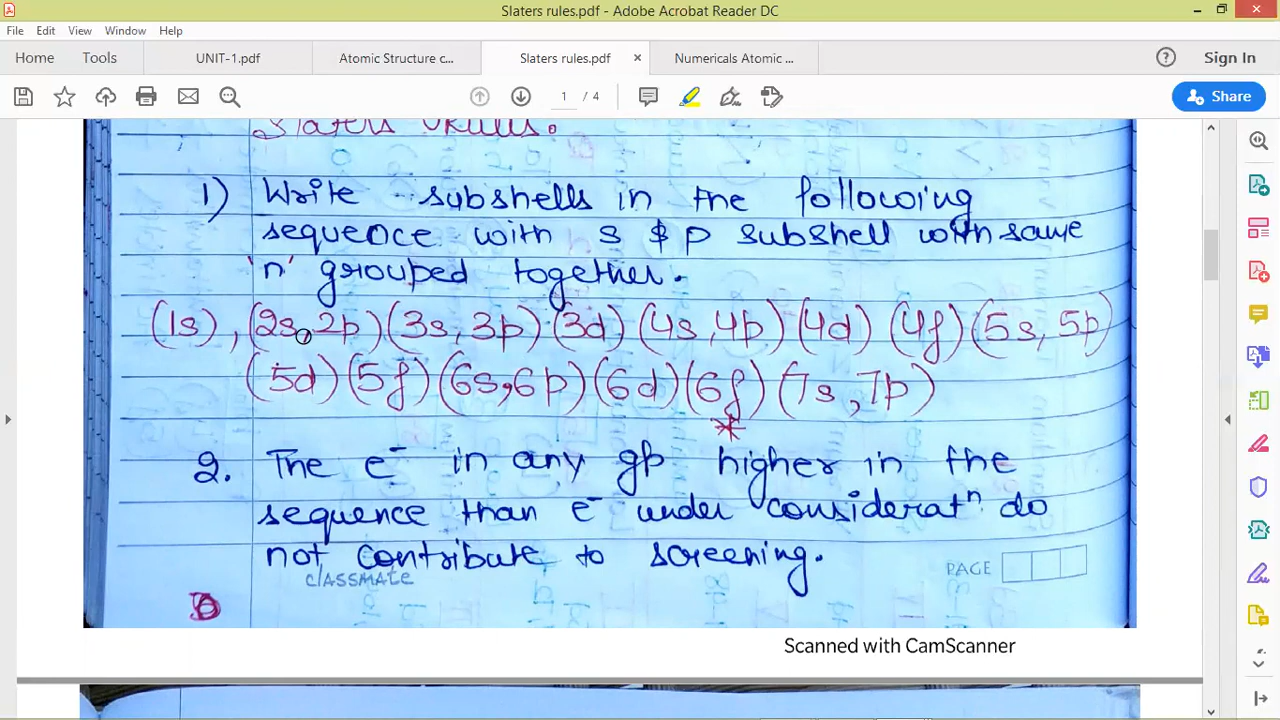 Slaters rules.pdf - Adobe Acrobat Reader DC
File Edit View Window Help
Home Tools UNIT-1.pdf Atomic Structure c... Slaters rules.pdf × Numericals Atomic ... Sign In
1 / 4 Share
Slaters
1) Write subshells in the following
sequence with s & p subshell with same
'n' grouped together.
(1s), (2s, 2p) (3s, 3p) (3d) (4s, 4p) (4d) (4f) (5s, 5p)
(5d) (5f) (6s, 6p) (6d) (6f) (7s, 7p)
*
2. The e⁻ in any gp higher in the
sequence than e⁻ under consideratⁿ do
not contribute to screening.
classmate PAGE
Scanned with CamScanner